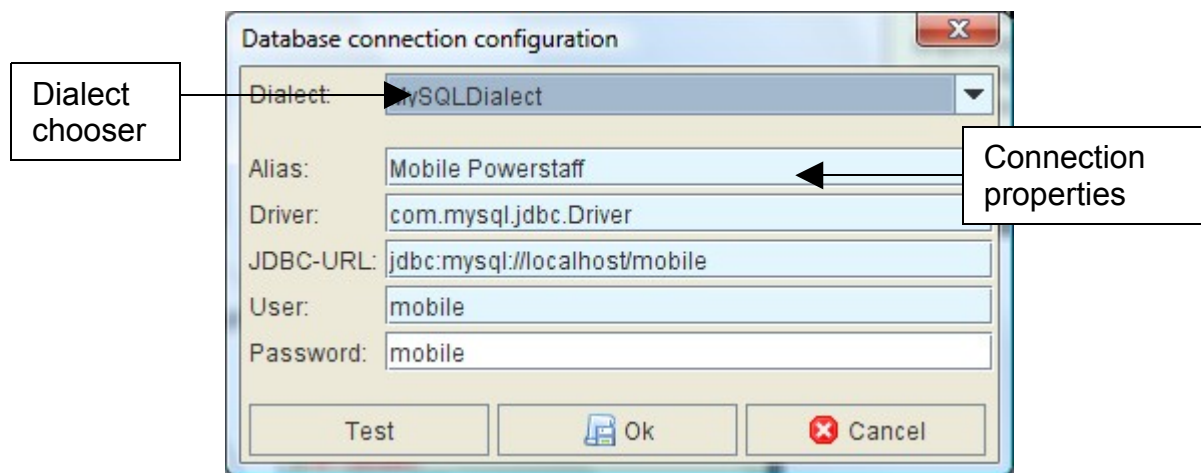 Database connection configuration
Dialect chooser
Dialect: MySQLDialect
Connection properties
Alias: Mobile Powerstaff
Driver: com.mysql.jdbc.Driver
JDBC-URL: jdbc:mysql://localhost/mobile
User: mobile
Password: mobile
Test Ok Cancel